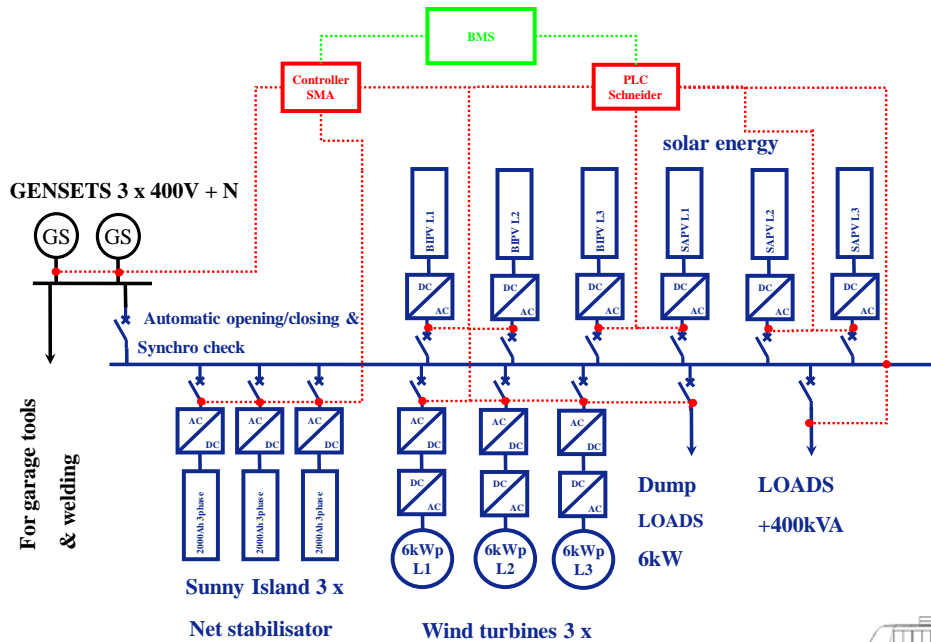 BMS
Controller
SMA
PLC
Schneider
solar energy
GENSETS 3 x 400V + N
GS
GS
BIPV L1
BIPV L2
BIPV L3
SAPV L1
SAPV L2
SAPV L3
DC
AC
DC
AC
DC
AC
DC
AC
DC
AC
DC
AC
Automatic opening/closing &
Synchro check
For garage tools
& welding
AC
DC
AC
DC
AC
DC
AC
DC
AC
DC
AC
DC
DC
AC
DC
AC
DC
AC
2000Ah 3phase
2000Ah 3phase
2000Ah 3phase
6kWp
L1
6kWp
L2
6kWp
L3
Dump
LOADS
6kW
LOADS
+400kVA
Sunny Island 3 x
Net stabilisator
Wind turbines 3 x